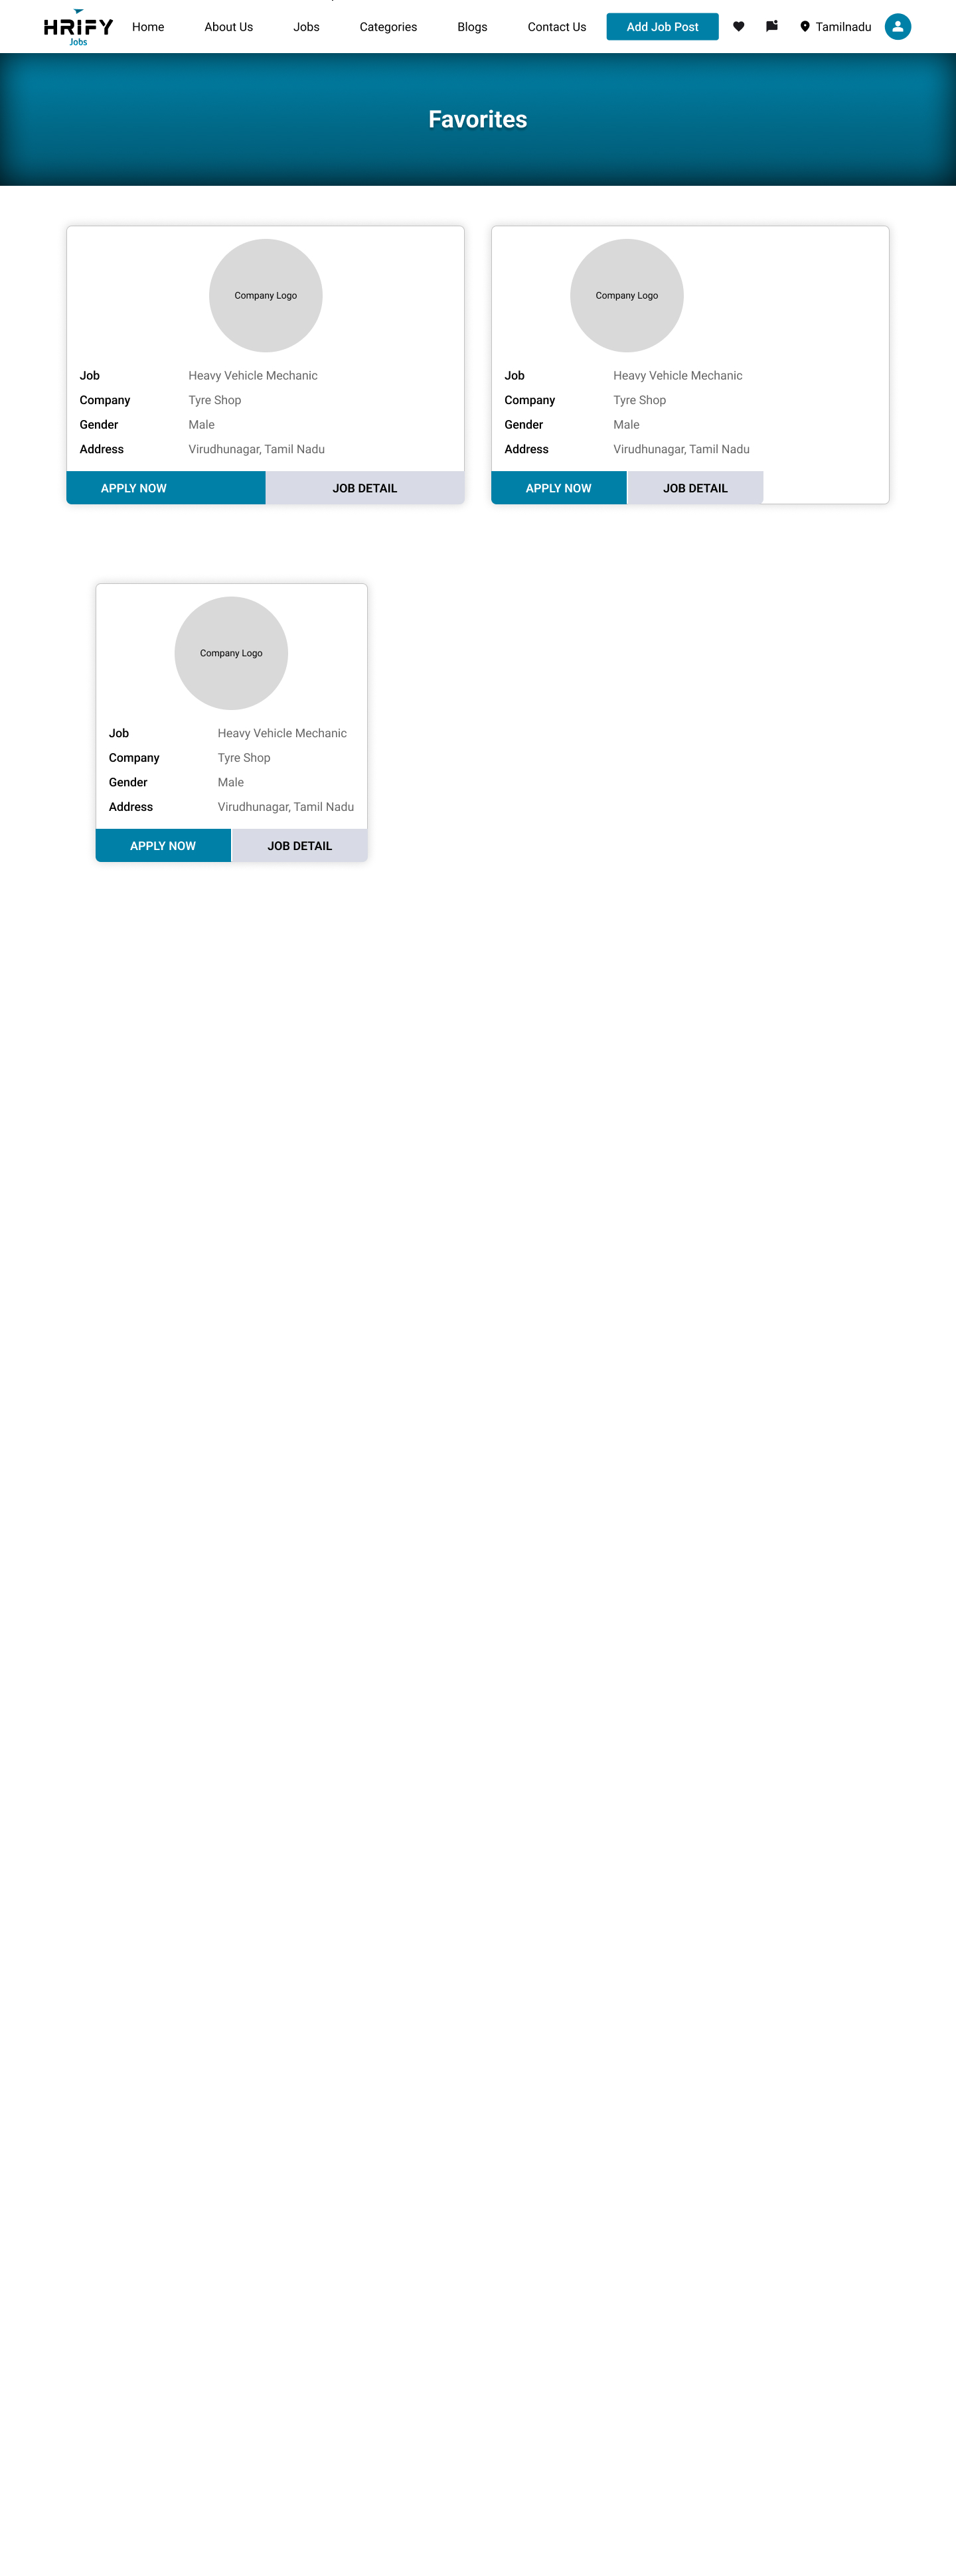 HRIFY
Jobs
Home About Us Jobs Categories Blogs Contact Us Add Job Post Tamilnadu
Favorites
Company Logo
Job Heavy Vehicle Mechanic
Company Tyre Shop
Gender Male
Address Virudhunagar, Tamil Nadu
APPLY NOW JOB DETAIL
Company Logo
Job Heavy Vehicle Mechanic
Company Tyre Shop
Gender Male
Address Virudhunagar, Tamil Nadu
APPLY NOW JOB DETAIL
Company Logo
Job Heavy Vehicle Mechanic
Company Tyre Shop
Gender Male
Address Virudhunagar, Tamil Nadu
APPLY NOW JOB DETAIL